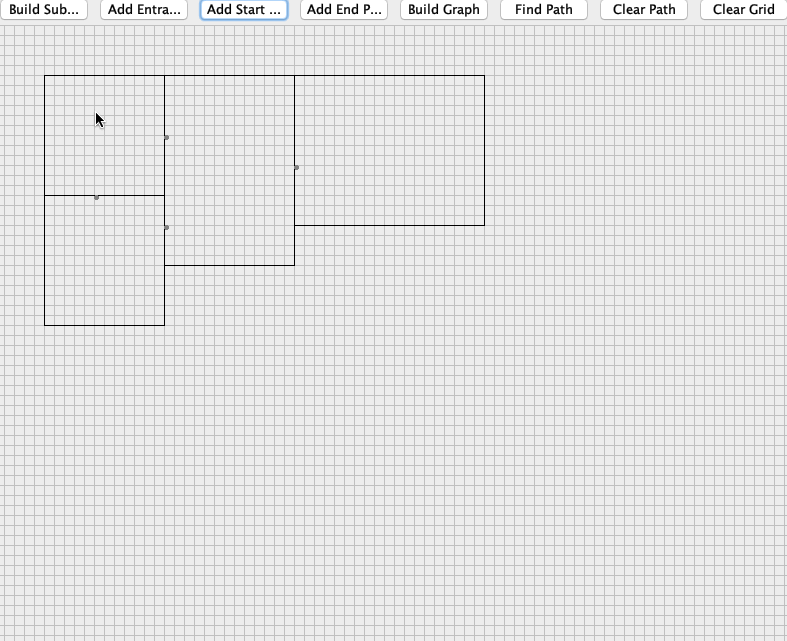 Build Sub...
Add Entra...
Add Start ...
Add End P...
Build Graph
Find Path
Clear Path
Clear Grid